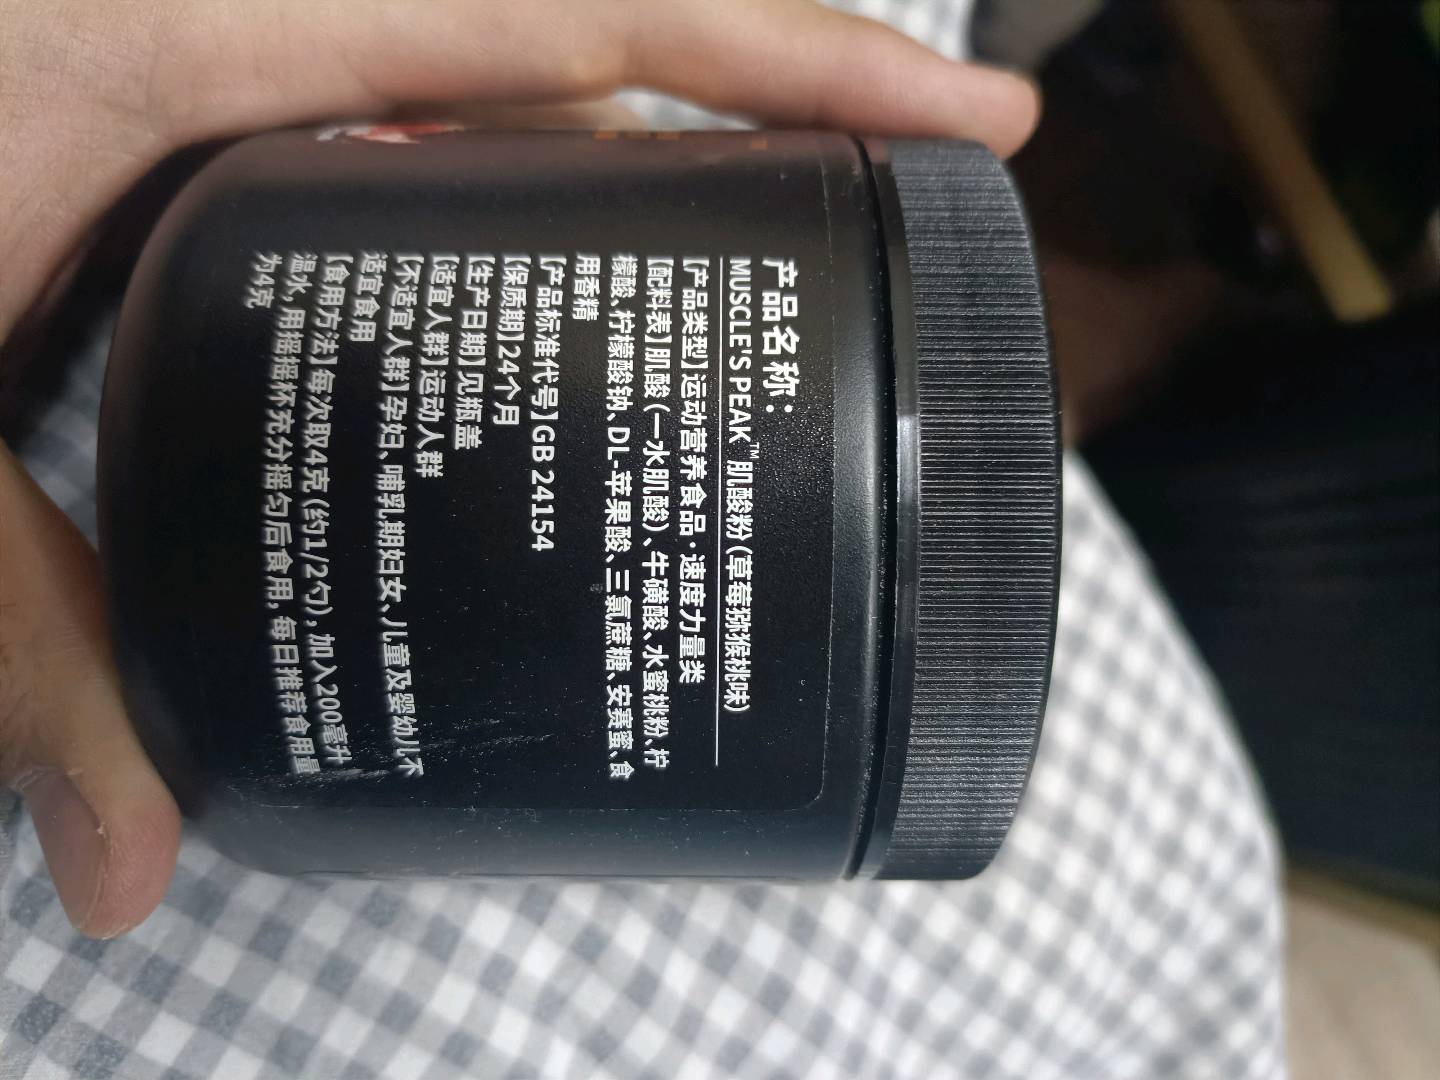 产品名称：
MUSCLE'S PEAK™ 肌酸粉（草莓猕猴桃味）
【产品类型】运动营养食品·速度力量类
【配料表】肌酸（一水肌酸）、牛磺酸、水蜜桃粉、柠
檬酸、柠檬酸钠、DL-苹果酸、三氯蔗糖、安赛蜜、食
用香精
【产品标准代号】GB 24154
【保质期】24个月
【生产日期】见瓶盖
【适宜人群】运动人群
【不适宜人群】孕妇、哺乳期妇女、儿童及婴幼儿不
适宜食用
【食用方法】每次取4克（约1/2勺），加入200毫升
温水，用摇摇杯充分摇匀后食用，每日推荐食用量
为4克